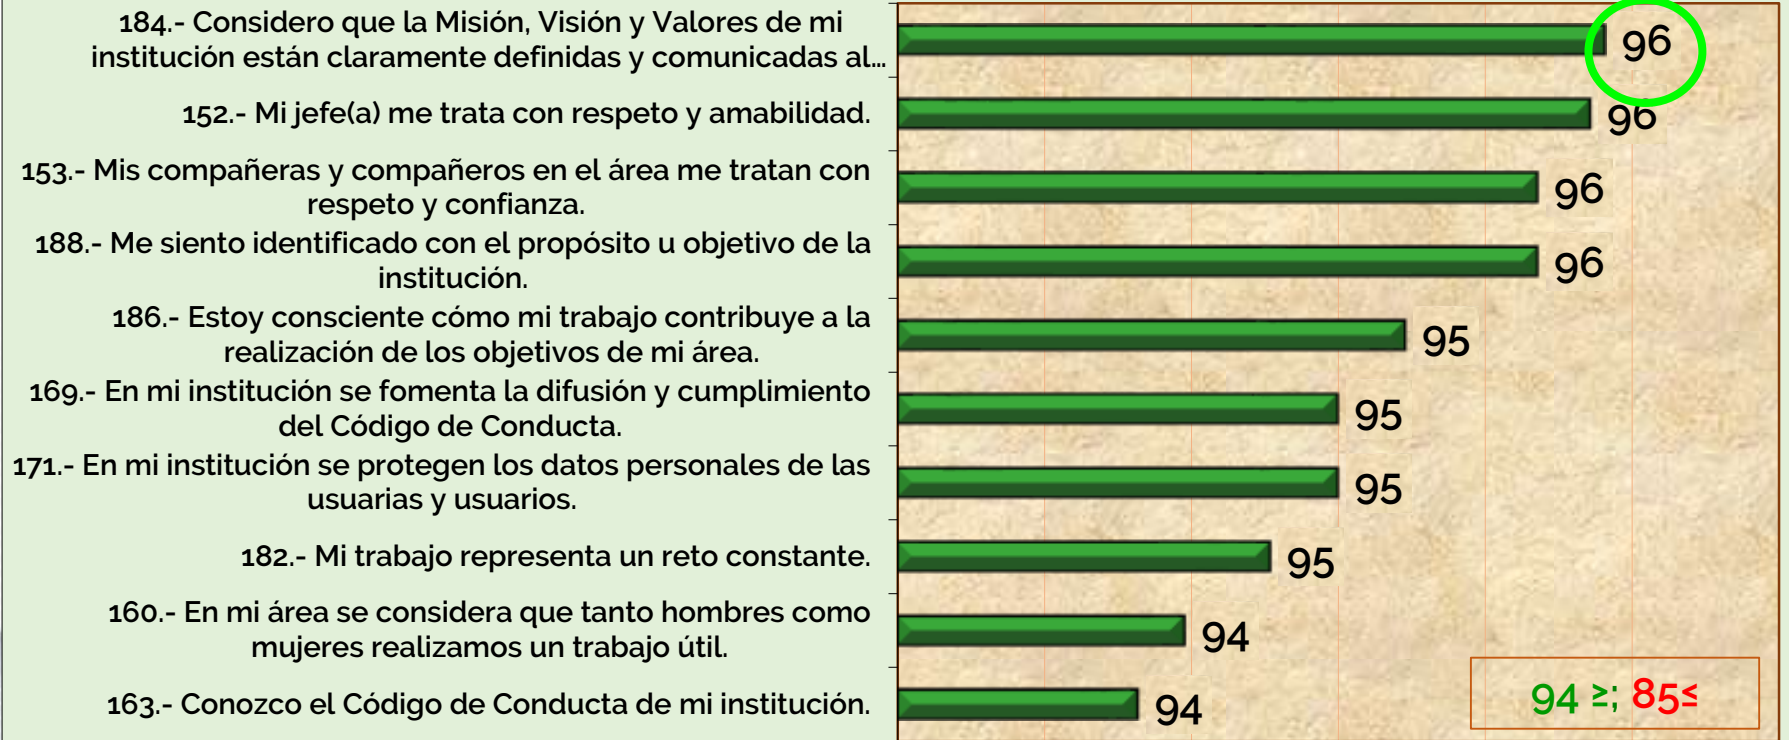 184.- Considero que la Misión, Visión y Valores de mi
institución están claramente definidas y comunicadas al...
96
152.- Mi jefe(a) me trata con respeto y amabilidad.
96
153.- Mis compañeras y compañeros en el área me tratan con
respeto y confianza.
96
188.- Me siento identificado con el propósito u objetivo de la
institución.
96
186.- Estoy consciente cómo mi trabajo contribuye a la
realización de los objetivos de mi área.
95
169.- En mi institución se fomenta la difusión y cumplimiento
del Código de Conducta.
95
171.- En mi institución se protegen los datos personales de las
usuarias y usuarios.
95
182.- Mi trabajo representa un reto constante.
95
160.- En mi área se considera que tanto hombres como
mujeres realizamos un trabajo útil.
94
163.- Conozco el Código de Conducta de mi institución.
94
94 ≥; 85≤